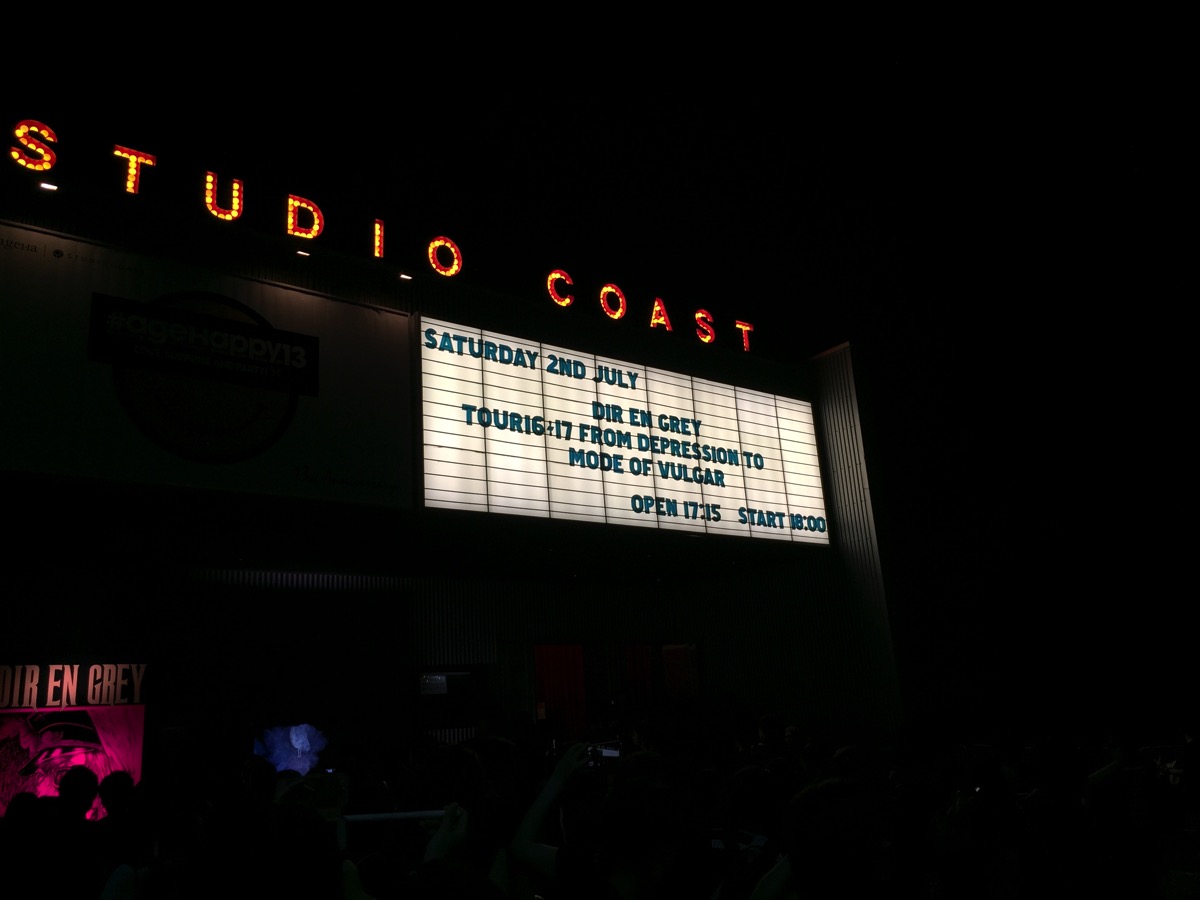 STUDIO COAST
#ageHappy13
SATURDAY 2ND JULY
DIR EN GREY
TOUR16-17 FROM DEPRESSION TO
MODE OF VULGAR
OPEN 17:15 START 18:00
DIR EN GREY